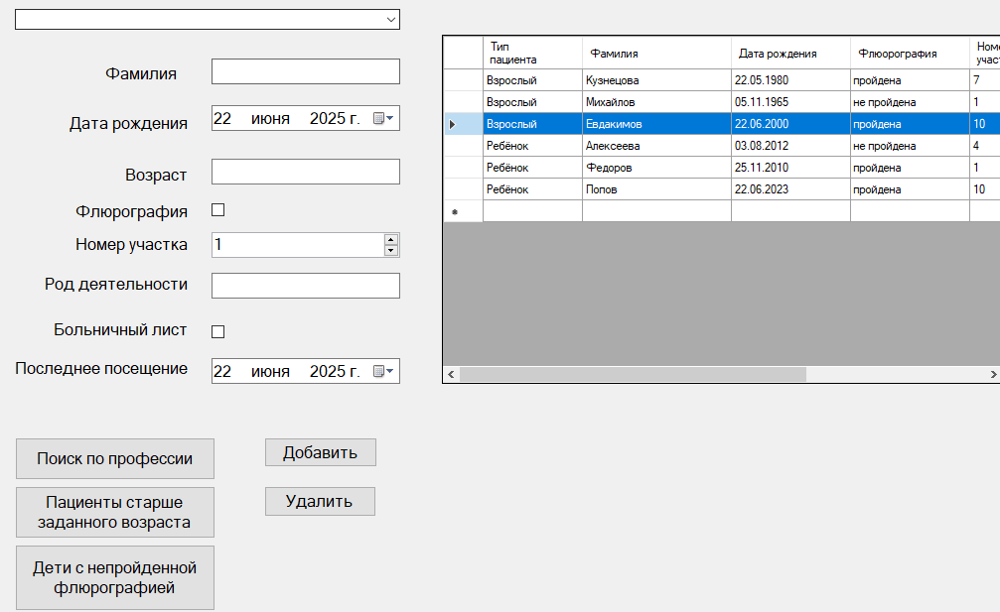 Фамилия
Дата рождения
22 июня 2025 г.
Возраст
Флюрография
Номер участка
1
Род деятельности
Больничный лист
Последнее посещение
22 июня 2025 г.
Поиск по профессии
Добавить
Пациенты старше
заданного возраста
Удалить
Дети с непройденной
флюрографией
Тип
пациента
Фамилия
Дата рождения
Флюорография
Номе
участ
Взрослый Кузнецова 22.05.1980 пройдена 7
Взрослый Михайлов 05.11.1965 не пройдена 1
Взрослый Евдакимов 22.06.2000 пройдена 10
Ребёнок Алексеева 03.08.2012 не пройдена 4
Ребёнок Федоров 25.11.2010 пройдена 1
Ребёнок Попов 22.06.2023 пройдена 10